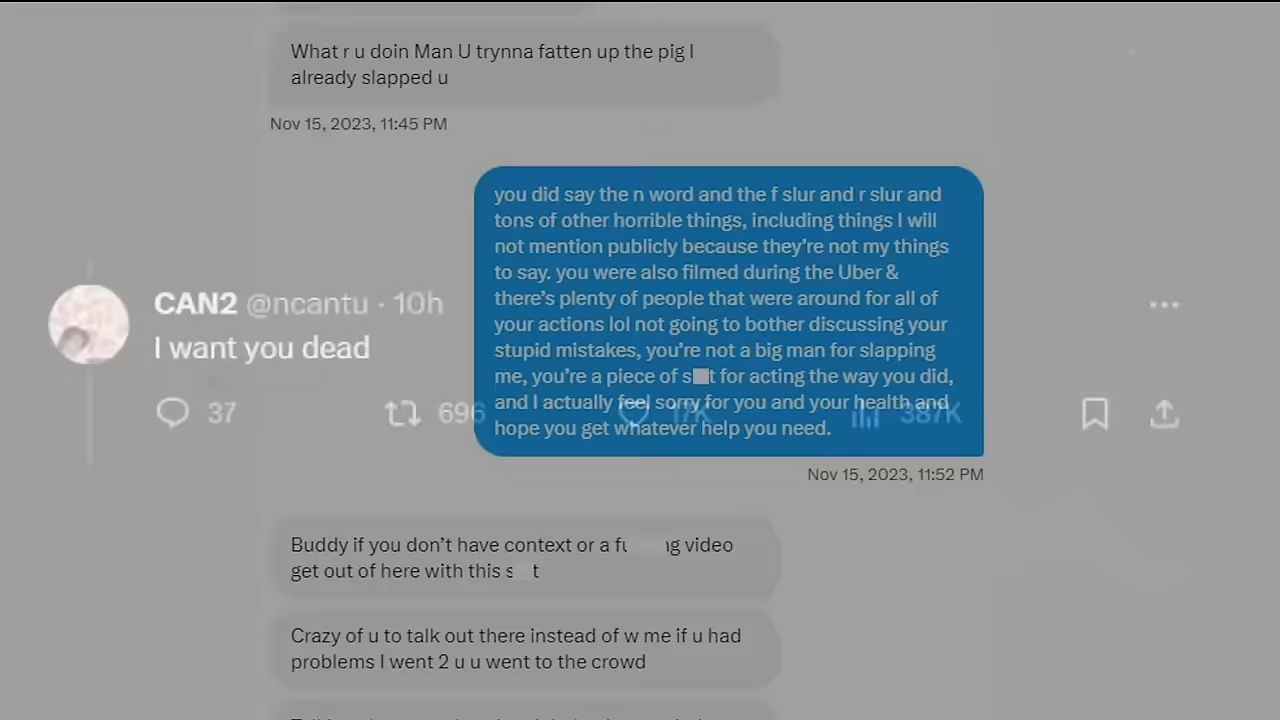 What r u doin Man U trynna fatten up the pig I
already slapped u
Nov 15, 2023, 11:45 PM
you did say the n word and the f slur and r slur and
tons of other horrible things, including things I will
not mention publicly because they're not my things
to say. you were also filmed during the Uber &
there's plenty of people that were around for all of
your actions lol not going to bother discussing your
stupid mistakes, you're not a big man for slapping
me, you're a piece of s t for acting the way you did,
and I actually feel sorry for you and your health and
hope you get whatever help you need.
Nov 15, 2023, 11:52 PM
CAN2 @ncantu · 10h
I want you dead
37 696 17K 387K
Buddy if you don't have context or a fu ng video
get out of here with this s t
Crazy of u to talk out there instead of w me if u had
problems I went 2 u u went to the crowd